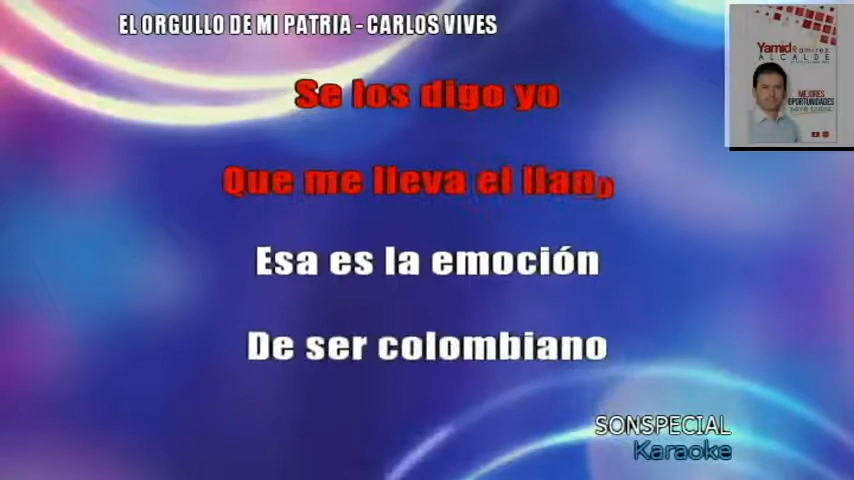 EL ORGULLO DE MI PATRIA - CARLOS VIVES
Yamid Ramírez
ALCALDE
MEJORES
OPORTUNIDADES
Se los digo yo
Que me lleva el llano
Esa es la emoción
De ser colombiano
SONSPECIAL
Karaoke